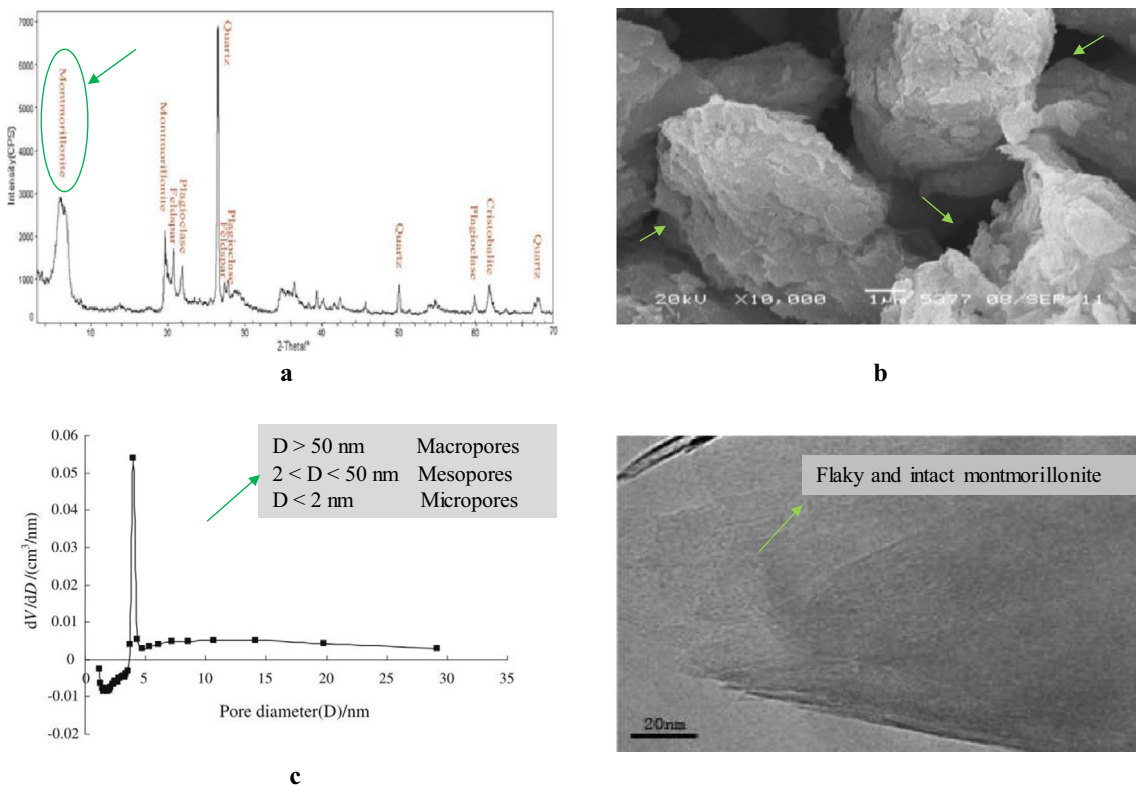 7000
6000
5000
4000
3000
2000
1000
0
Intensity(CPS)
Montmorillonite
Montmorillonite
Feldspar
Plagioclase
Quartz
Feldspar
Plagioclase
Quartz
Plagioclase
Cristobalite
Quartz
10 20 30 40 50 60 70
2-Theta(°
a
20kV X10,000 1μm 5377 08/SEP/11
b
0.06
0.05
0.04
0.03
0.02
0.01
0
-0.01
-0.02
dV/dD/(cm³/nm)
D > 50 nm Macropores
2 < D < 50 nm Mesopores
D < 2 nm Micropores
0 5 10 15 20 25 30 35
Pore diameter(D)/nm
c
Flaky and intact montmorillonite
20nm